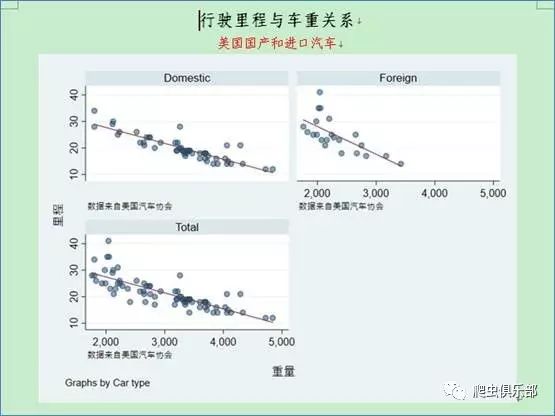 行驶里程与车重关系
美国国产和进口汽车
Domestic
Foreign
40
30
20
10
2,000 3,000 4,000 5,000
数据来自美国汽车协会
数据来自美国汽车协会
里程
Total
40
30
20
10
2,000 3,000 4,000 5,000
数据来自美国汽车协会
重量
Graphs by Car type
爬虫俱乐部